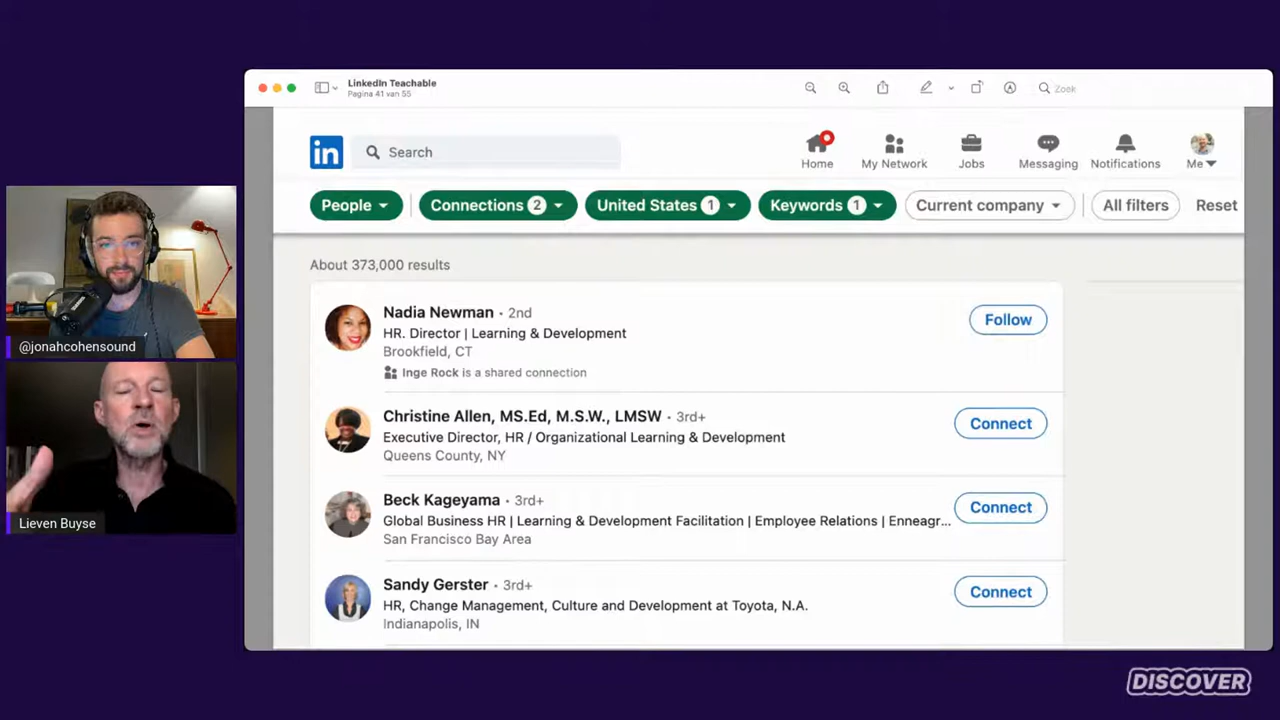 LinkedIn Teachable
Pagina 41 van 55
Zoek
in
Search
Home
My Network
Jobs
Messaging
Notifications
Me
People
Connections 2
United States 1
Keywords 1
Current company
All filters
Reset
About 373,000 results
Nadia Newman • 2nd
HR. Director | Learning & Development
Brookfield, CT
Inge Rock is a shared connection
Follow
Christine Allen, MS.Ed, M.S.W., LMSW • 3rd+
Executive Director, HR / Organizational Learning & Development
Queens County, NY
Connect
Beck Kageyama • 3rd+
Global Business HR | Learning & Development Facilitation | Employee Relations | Enneagr...
San Francisco Bay Area
Connect
Sandy Gerster • 3rd+
HR, Change Management, Culture and Development at Toyota, N.A.
Indianapolis, IN
Connect
@jonahcohensound
Lieven Buyse
DISCOVER